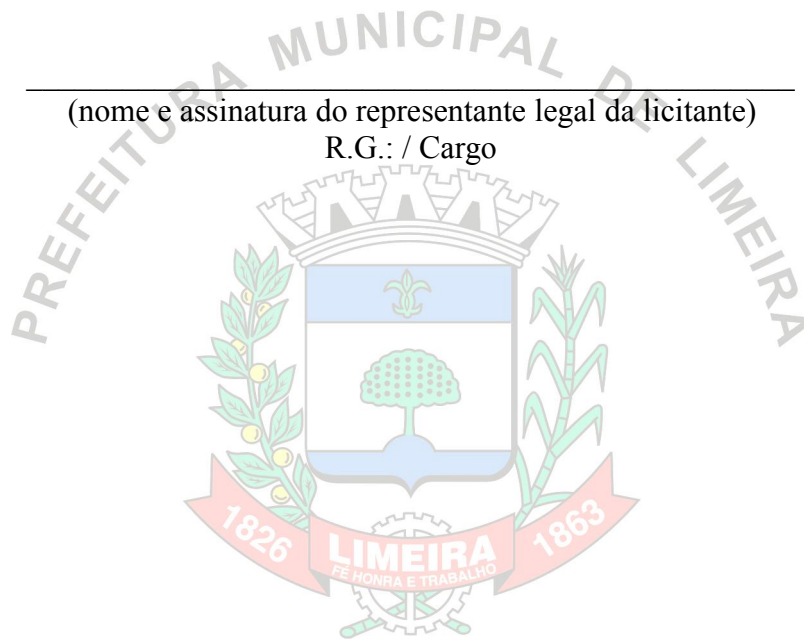 PREFEITURA MUNICIPAL DE LIMEIRA
(nome e assinatura do representante legal da licitante)
R.G.: / Cargo
1826
LIMEIRA
1863
FÉ HONRA E TRABALHO